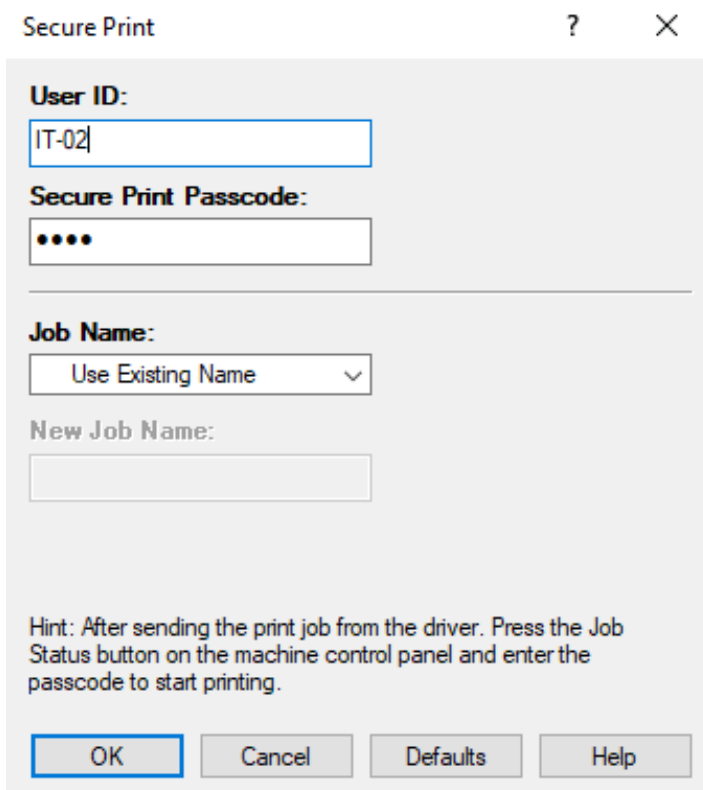 Secure Print
?
User ID:
IT-02
Secure Print Passcode:
••••
Job Name:
Use Existing Name
New Job Name:
Hint: After sending the print job from the driver. Press the Job
Status button on the machine control panel and enter the
passcode to start printing.
OK
Cancel
Defaults
Help